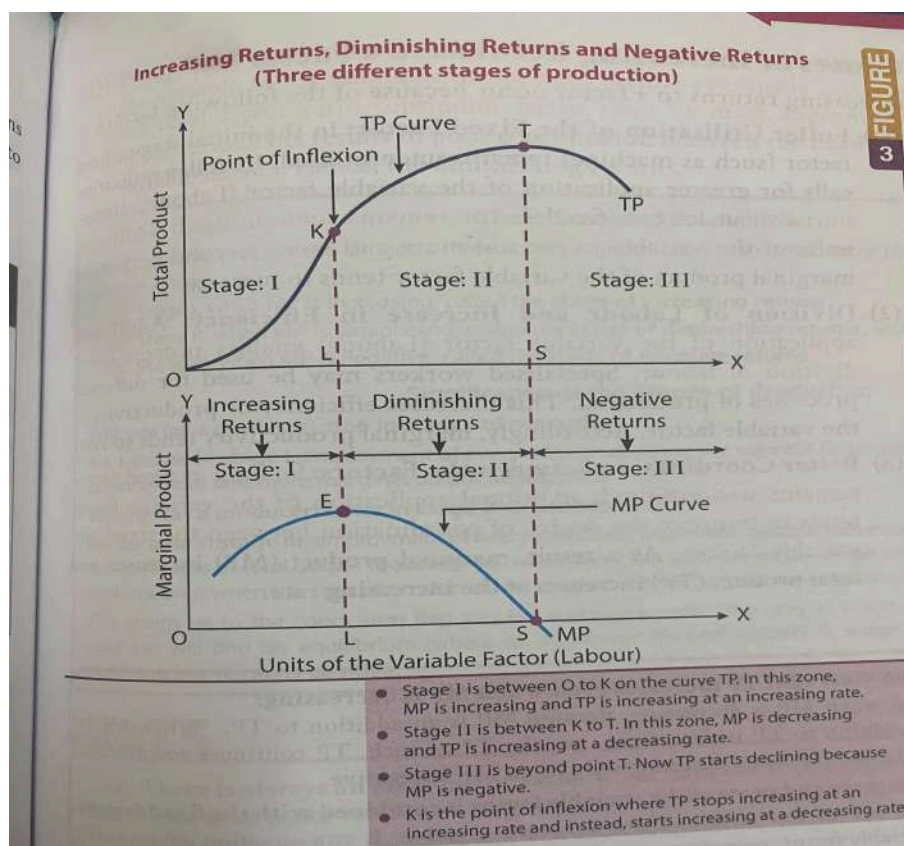 Increasing Returns, Diminishing Returns and Negative Returns
(Three different stages of production)
FIGURE
3
Y
TP Curve
T
Point of Inflexion
K
TP
Total Product
Stage: I
Stage: II
Stage: III
L
S
X
O
Y
Increasing
Returns
Diminishing
Returns
Negative
Returns
Stage: I
Stage: II
Stage: III
E
MP Curve
Marginal Product
X
O
L
S
MP
Units of the Variable Factor (Labour)
● Stage I is between O to K on the curve TP. In this zone,
MP is increasing and TP is increasing at an increasing rate.
● Stage II is between K to T. In this zone, MP is decreasing
and TP is increasing at a decreasing rate.
● Stage III is beyond point T. Now TP starts declining because
MP is negative.
● K is the point of inflexion where TP stops increasing at an
increasing rate and instead, starts increasing at a decreasing rate